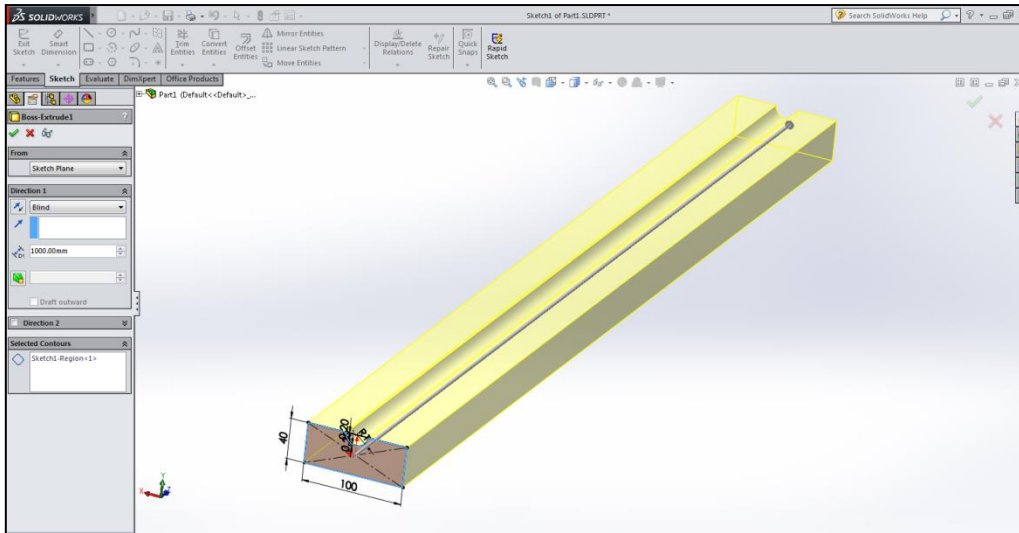 SOLIDWORKS
Sketch1 of Part1.SLDPRT *
Search SolidWorks Help
Exit Sketch
Smart Dimension
Trim Entities
Convert Entities
Offset Entities
Mirror Entities
Linear Sketch Pattern
Move Entities
Display/Delete Relations
Repair Sketch
Quick Snaps
Rapid Sketch
Features Sketch Evaluate DimXpert Office Products
Part1 (Default<<Default>_...
Boss-Extrude1
?
From
Sketch Plane
Direction 1
Blind
1000.00mm
Draft outward
Direction 2
Selected Contours
Sketch1-Region<1>
40
100
Y
X
Z